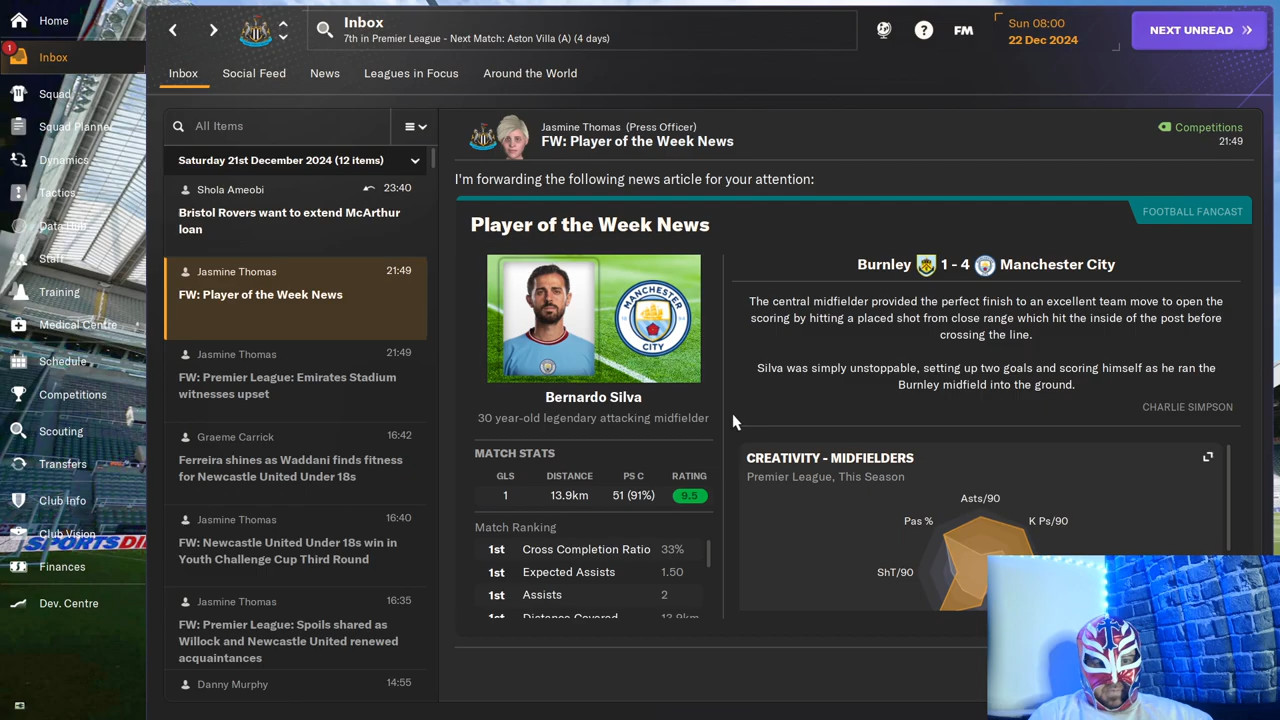 Home
1
Inbox
Squad
Squad Planner
Dynamics
Tactics
Data Hub
Staff
Training
Medical Centre
Schedule
Competitions
Scouting
Transfers
Club Info
Club Vision
SPORTSDI
Finances
Dev. Centre
Inbox
7th in Premier League - Next Match: Aston Villa (A) (4 days)
?
FM
Sun 08:00
22 Dec 2024
NEXT UNREAD
Inbox
Social Feed
News
Leagues in Focus
Around the World
All Items
Saturday 21st December 2024 (12 items)
Shola Ameobi
23:40
Bristol Rovers want to extend McArthur
loan
Jasmine Thomas
21:49
FW: Player of the Week News
Jasmine Thomas
21:49
FW: Premier League: Emirates Stadium
witnesses upset
Graeme Carrick
16:42
Ferreira shines as Waddani finds fitness
for Newcastle United Under 18s
Jasmine Thomas
16:40
FW: Newcastle United Under 18s win in
Youth Challenge Cup Third Round
Jasmine Thomas
16:35
FW: Premier League: Spoils shared as
Willock and Newcastle United renewed
acquaintances
Danny Murphy
14:55
Jasmine Thomas (Press Officer)
FW: Player of the Week News
Competitions
21:49
I'm forwarding the following news article for your attention:
FOOTBALL FANCAST
Player of the Week News
MANCHESTER
CITY
Bernardo Silva
30 year-old legendary attacking midfielder
MATCH STATS
GLS DISTANCE PS C RATING
1 13.9km 51 (91%) 9.5
Match Ranking
1st Cross Completion Ratio 33%
1st Expected Assists 1.50
1st Assists 2
1st Distance Covered 13.9km
Burnley 1 - 4 Manchester City
The central midfielder provided the perfect finish to an excellent team move to open the
scoring by hitting a placed shot from close range which hit the inside of the post before
crossing the line.
Silva was simply unstoppable, setting up two goals and scoring himself as he ran the
Burnley midfield into the ground.
CHARLIE SIMPSON
CREATIVITY - MIDFIELDERS
Premier League, This Season
Asts/90
Pas %
K Ps/90
ShT/90